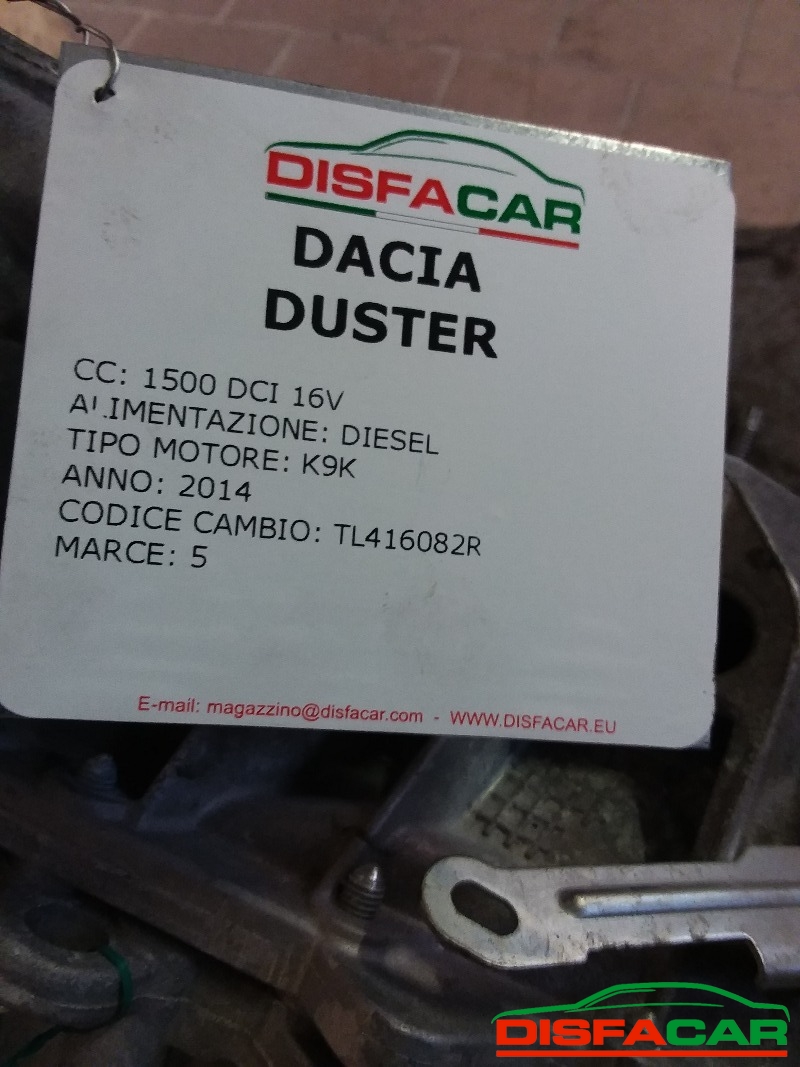 DISFACAR
DACIA
DUSTER
CC: 1500 DCI 16V
ALIMENTAZIONE: DIESEL
TIPO MOTORE: K9K
ANNO: 2014
CODICE CAMBIO: TL416082R
MARCE: 5
E-mail: magazzino@disfacar.com - WWW.DISFACAR.EU
DISFACAR